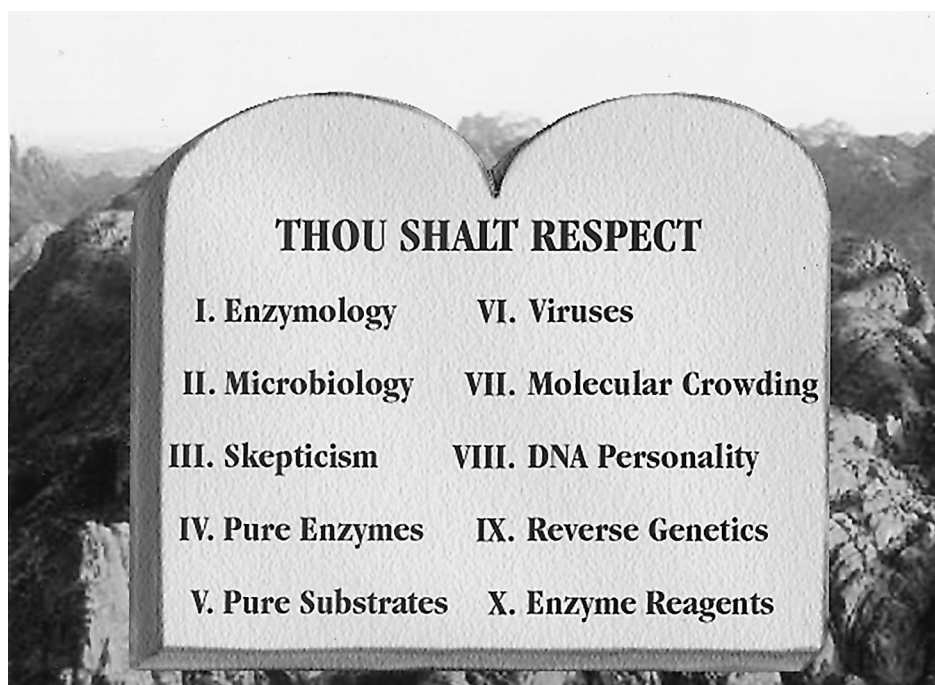 THOU SHALT RESPECT
I. Enzymology
II. Microbiology
III. Skepticism
IV. Pure Enzymes
V. Pure Substrates
VI. Viruses
VII. Molecular Crowding
VIII. DNA Personality
IX. Reverse Genetics
X. Enzyme Reagents